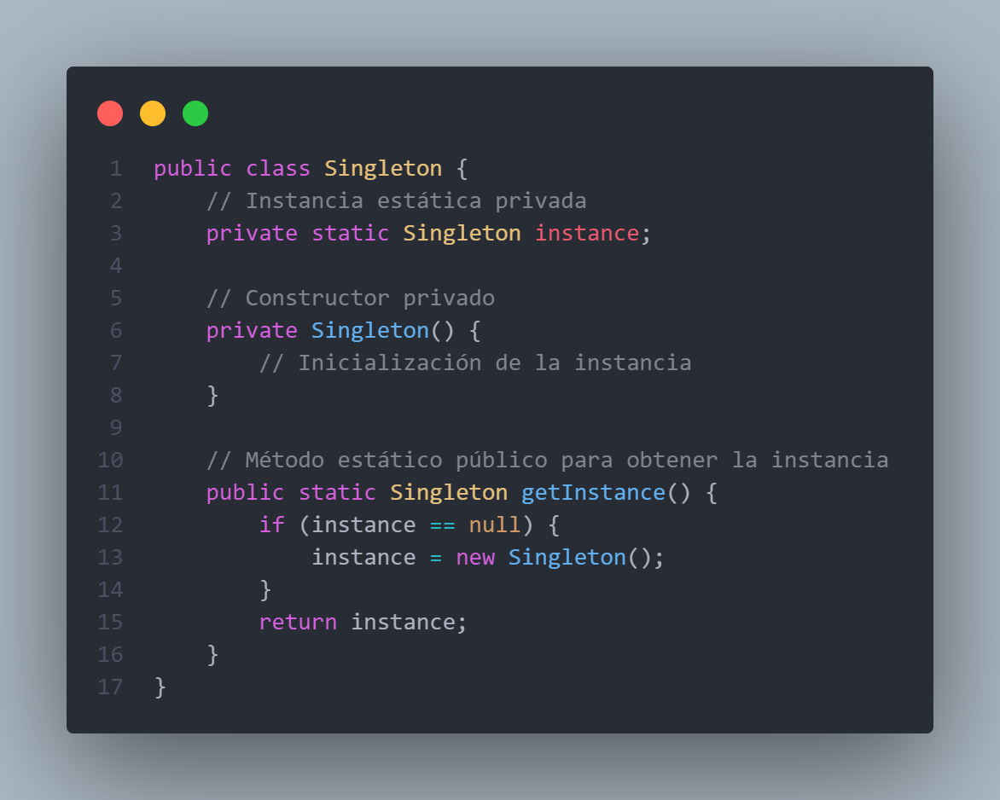 1 public class Singleton {
2     // Instancia estática privada
3     private static Singleton instance;
4
5     // Constructor privado
6     private Singleton() {
7         // Inicialización de la instancia
8     }
9
10     // Método estático público para obtener la instancia
11     public static Singleton getInstance() {
12         if (instance == null) {
13             instance = new Singleton();
14         }
15         return instance;
16     }
17 }